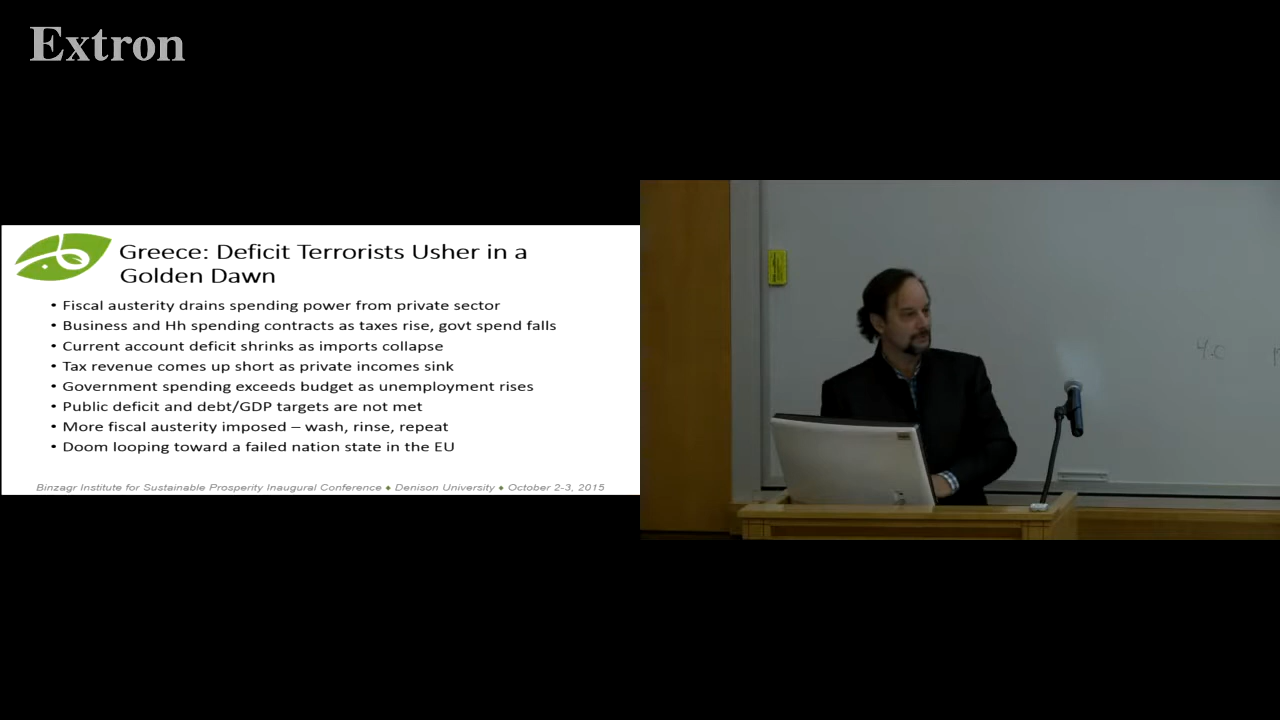 Extron
Greece: Deficit Terrorists Usher in a
Golden Dawn
• Fiscal austerity drains spending power from private sector
• Business and Hh spending contracts as taxes rise, govt spend falls
• Current account deficit shrinks as imports collapse
• Tax revenue comes up short as private incomes sink
• Government spending exceeds budget as unemployment rises
• Public deficit and debt/GDP targets are not met
• More fiscal austerity imposed – wash, rinse, repeat
• Doom looping toward a failed nation state in the EU
Binzagr Institute for Sustainable Prosperity Inaugural Conference ♦ Denison University ♦ October 2-3, 2015